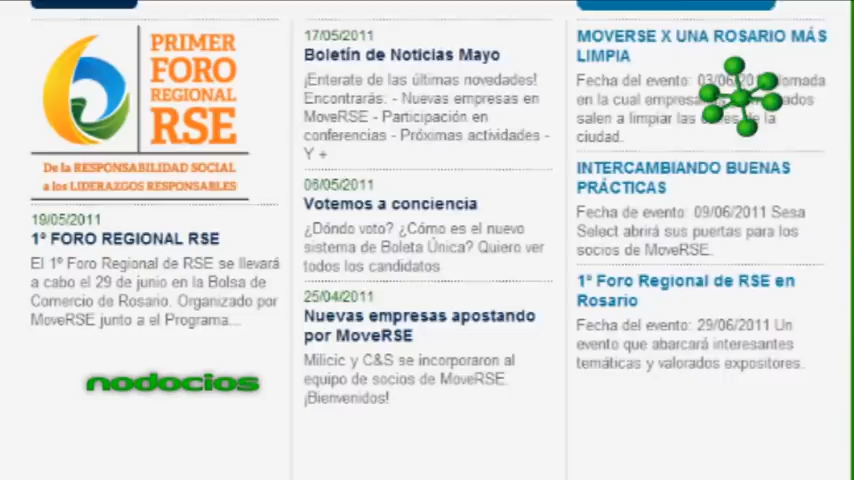 PRIMER
FORO
REGIONAL
RSE
De la RESPONSABILIDAD SOCIAL
a los LIDERAZGOS RESPONSABLES
19/05/2011
1º FORO REGIONAL RSE
El 1º Foro Regional de RSE se llevará
a cabo el 29 de junio en la Bolsa de
Comercio de Rosario. Organizado por
MoveRSE junto a el Programa...
nodocios
17/05/2011
Boletín de Noticias Mayo
¡Enterate de las últimas novedades!
Encontrarás: - Nuevas empresas en
MoveRSE - Participación en
conferencias - Próximas actividades -
Y +
06/05/2011
Votemos a conciencia
¿Dóndo voto? ¿Cómo es el nuevo
sistema de Boleta Única? Quiero ver
todos los candidatos
25/04/2011
Nuevas empresas apostando
por MoveRSE
Milicic y C&S se incorporaron al
equipo de socios de MoveRSE.
¡Bienvenidos!
MOVERSE X UNA ROSARIO MÁS
LIMPIA
Fecha del evento: 03/06/2011 Jornada
en la cual
salen a limpiar las de la
ciudad.
INTERCAMBIANDO BUENAS
PRÁCTICAS
Fecha de evento: 09/06/2011 Sesa
Select abrirá sus puertas para los
socios de MoveRSE.
1º Foro Regional de RSE en
Rosario
Fecha del evento: 29/06/2011 Un
evento que abarcará interesantes
temáticas y valorados expositores.